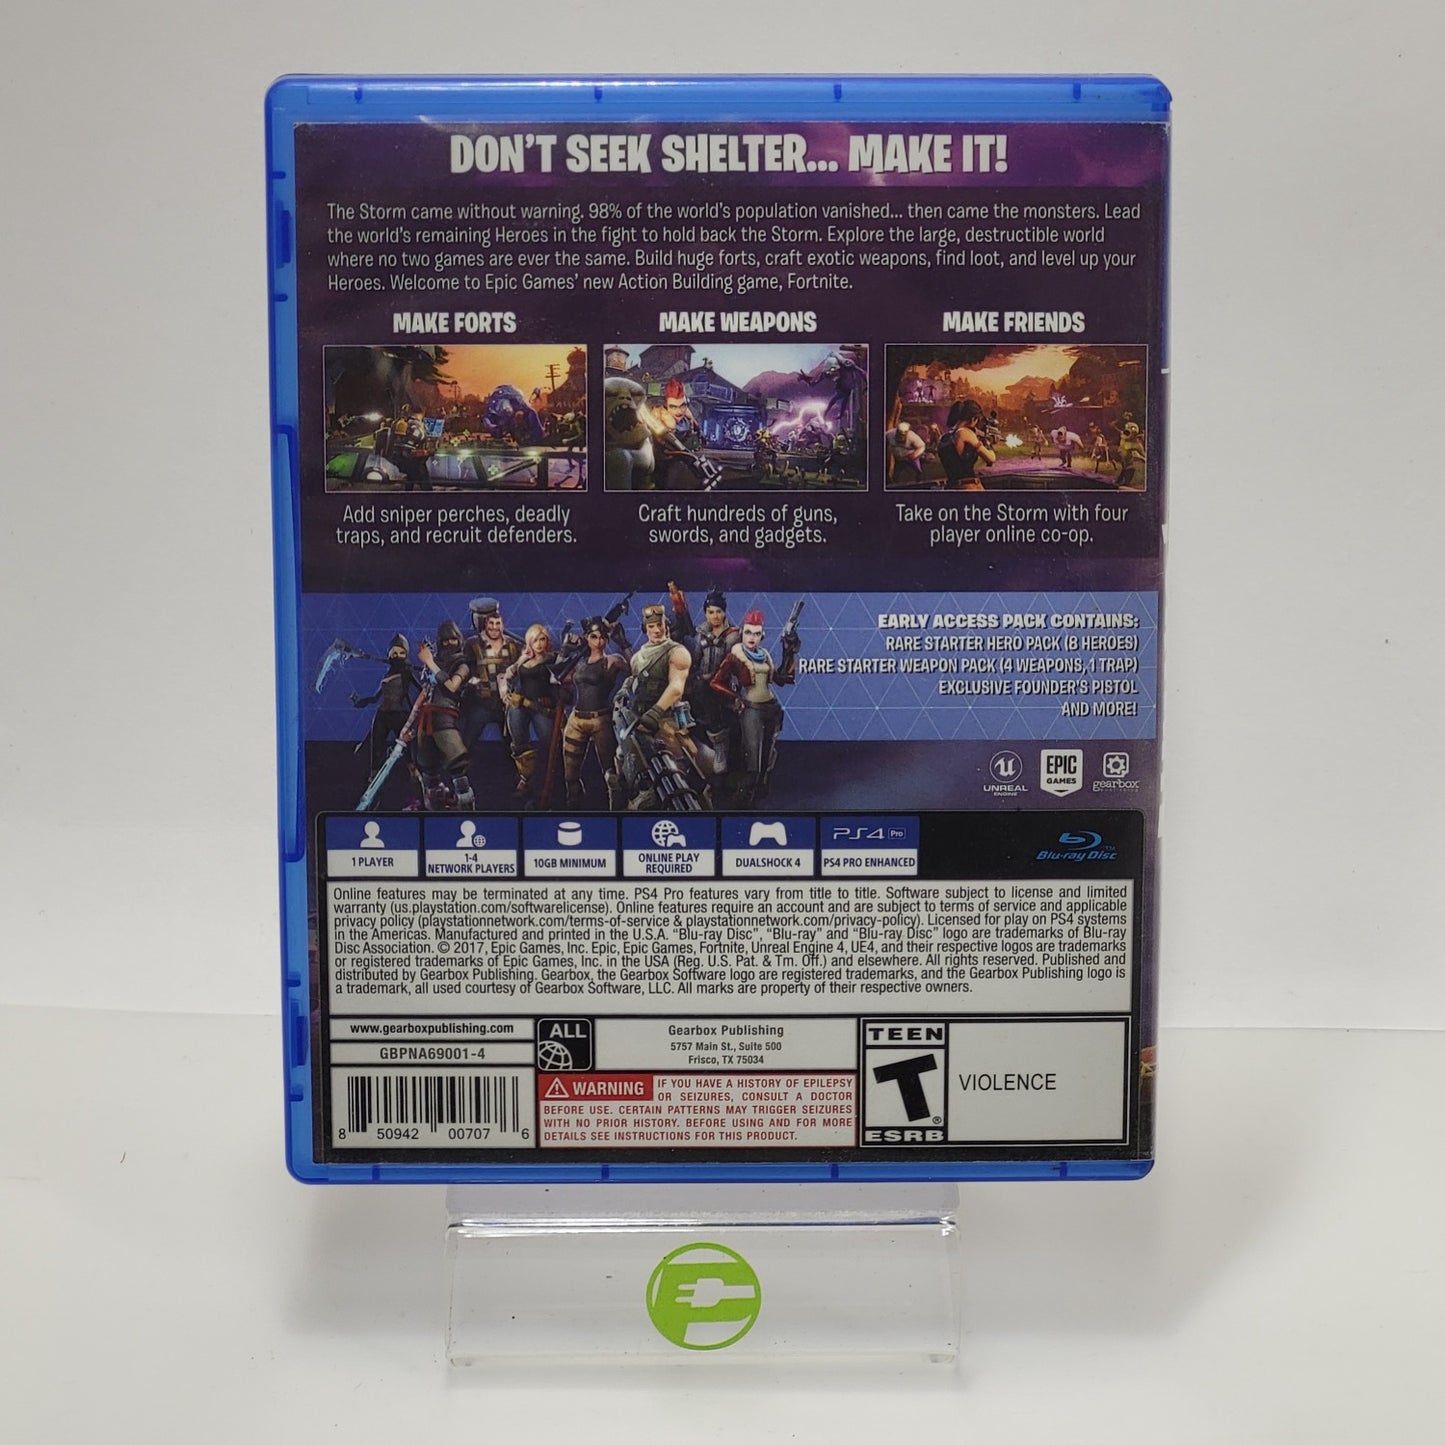 DON'T SEEK SHELTER... MAKE IT!
The Storm came without warning. 98% of the world's population vanished... then came the monsters. Lead
the world's remaining Heroes in the fight to hold back the Storm. Explore the large, destructible world
where no two games are ever the same. Build huge forts, craft exotic weapons, find loot, and level up your
Heroes. Welcome to Epic Games' new Action Building game, Fortnite.
MAKE FORTS
MAKE WEAPONS
MAKE FRIENDS
Add sniper perches, deadly
traps, and recruit defenders.
Craft hundreds of guns,
swords, and gadgets.
Take on the Storm with four
player online co-op.
EARLY ACCESS PACK CONTAINS:
RARE STARTER HERO PACK (8 HEROES)
RARE STARTER WEAPON PACK (4 WEAPONS, 1 TRAP)
EXCLUSIVE FOUNDER'S PISTOL
AND MORE!
UNREAL
ENGINE
EPIC
GAMES
gearbox
1 PLAYER
1-4
NETWORK PLAYERS
10GB MINIMUM
ONLINE PLAY
REQUIRED
DUALSHOCK 4
PS4 Pro
PS4 PRO ENHANCED
Blu-ray Disc™
Online features may be terminated at any time. PS4 Pro features vary from title to title. Software subject to license and limited
warranty (us.playstation.com/softwarelicense). Online features require an account and are subject to terms of service and applicable
privacy policy (playstationnetwork.com/terms-of-service & playstationnetwork.com/privacy-policy). Licensed for play on PS4 systems
in the Americas. Manufactured and printed in the U.S.A. “Blu-ray Disc”, “Blu-ray” and “Blu-ray Disc” logo are trademarks of Blu-ray
Disc Association. © 2017, Epic Games, Inc. Epic, Epic Games, Fortnite, Unreal Engine 4, UE4, and their respective logos are trademarks
or registered trademarks of Epic Games, Inc. in the USA (Reg. U.S. Pat. & Tm. Off.) and elsewhere. All rights reserved. Published and
distributed by Gearbox Publishing. Gearbox, the Gearbox Software logo are registered trademarks, and the Gearbox Publishing logo is
a trademark, all used courtesy of Gearbox Software, LLC. All marks are property of their respective owners.
www.gearboxpublishing.com
GBPNA69001-4
8 50942 00707 6
ALL
Gearbox Publishing
5757 Main St., Suite 500
Frisco, TX 75034
WARNING IF YOU HAVE A HISTORY OF EPILEPSY
OR SEIZURES, CONSULT A DOCTOR
BEFORE USE. CERTAIN PATTERNS MAY TRIGGER SEIZURES
WITH NO PRIOR HISTORY. BEFORE USING AND FOR MORE
DETAILS SEE INSTRUCTIONS FOR THIS PRODUCT.
TEEN
T®
ESRB
VIOLENCE